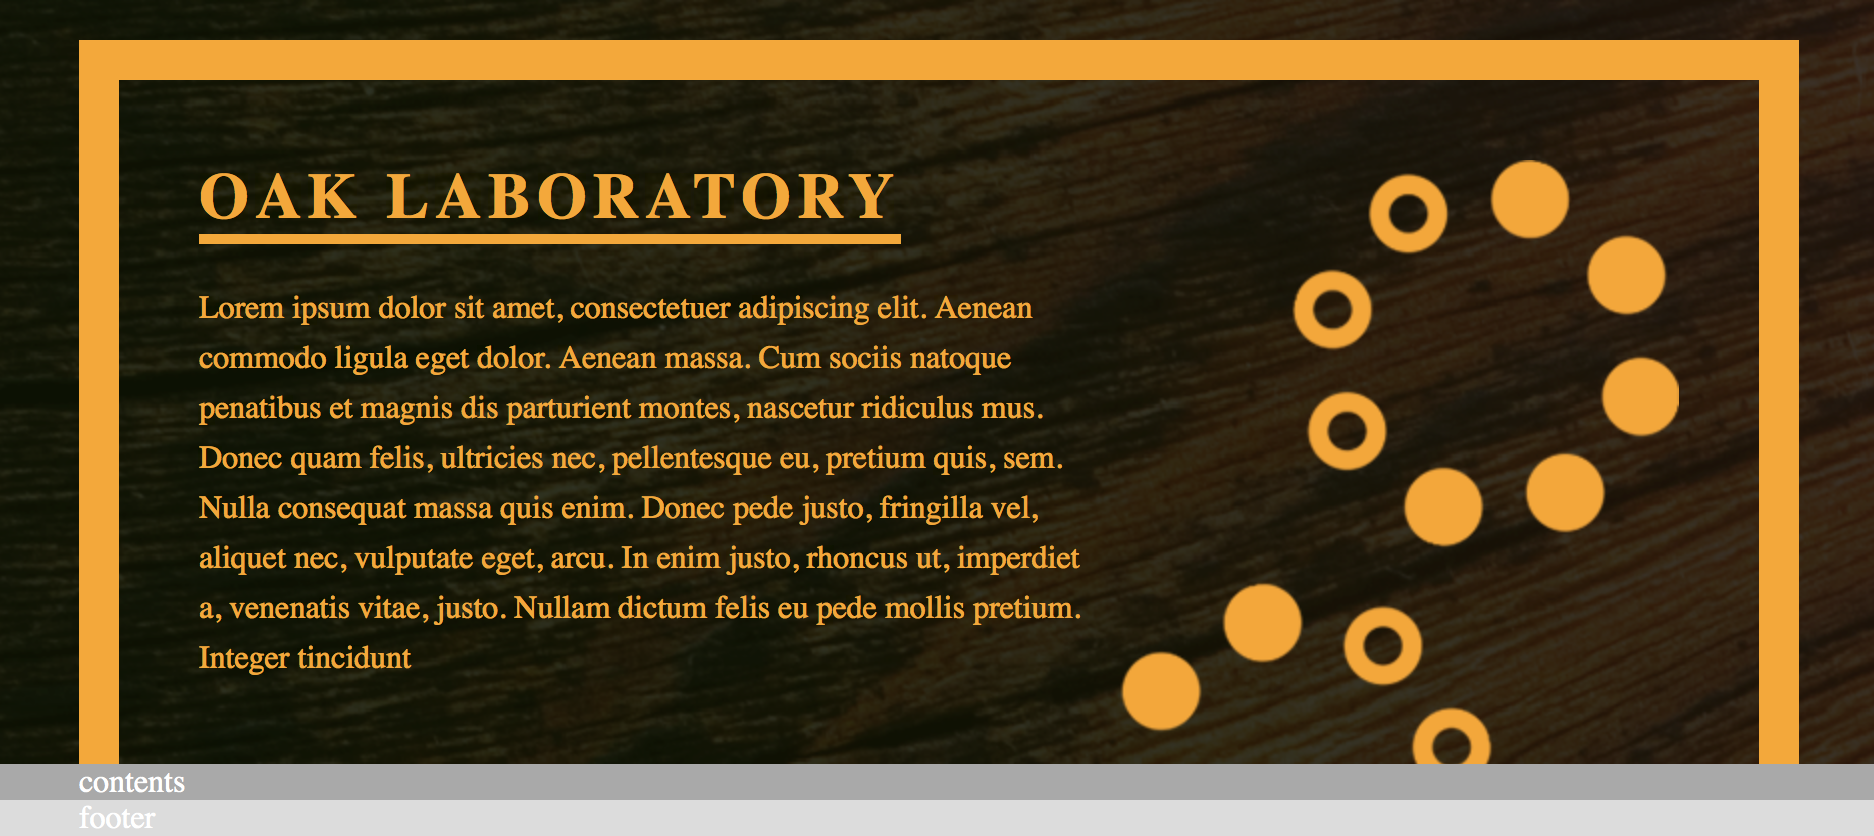 OAK LABORATORY
Lorem ipsum dolor sit amet, consectetuer adipiscing elit. Aenean
commodo ligula eget dolor. Aenean massa. Cum sociis natoque
penatibus et magnis dis parturient montes, nascetur ridiculus mus.
Donec quam felis, ultricies nec, pellentesque eu, pretium quis, sem.
Nulla consequat massa quis enim. Donec pede justo, fringilla vel,
aliquet nec, vulputate eget, arcu. In enim justo, rhoncus ut, imperdiet
a, venenatis vitae, justo. Nullam dictum felis eu pede mollis pretium.
Integer tincidunt
contents
footer